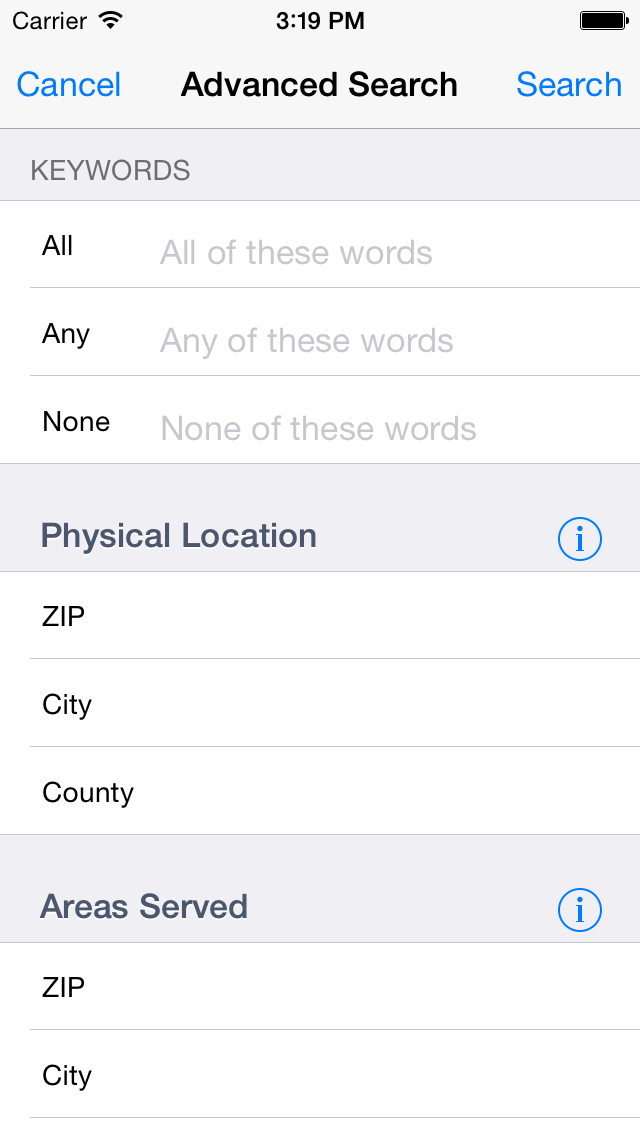 Carrier 3:19 PM
Cancel Advanced Search Search
KEYWORDS
All All of these words
Any Any of these words
None None of these words
Physical Location i
ZIP
City
County
Areas Served i
ZIP
City